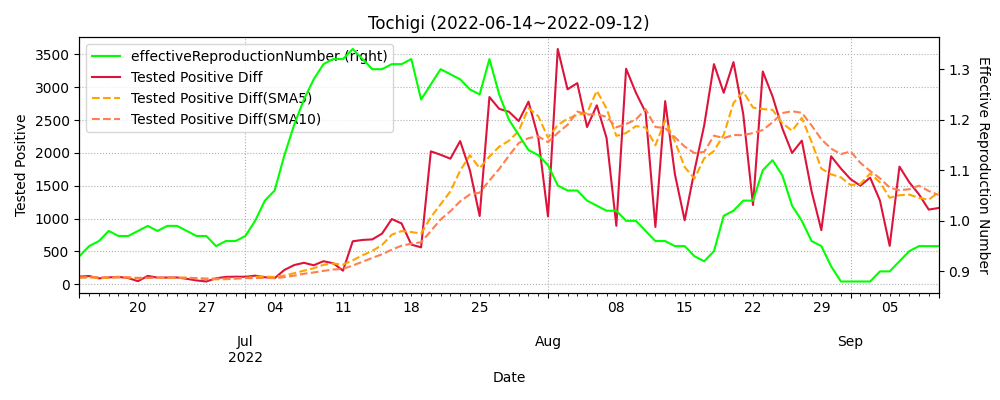 Tochigi (2022-06-14~2022-09-12)
effectiveReproductionNumber (right)
Tested Positive Diff
Tested Positive Diff(SMA5)
Tested Positive Diff(SMA10)
Tested Positive
3500
3000
2500
2000
1500
1000
500
0
Effective Reproduction Number
1.3
1.2
1.1
1.0
0.9
20 27 04 11 18 25 08 15 22 29 05
Jul Aug Sep
2022
Date